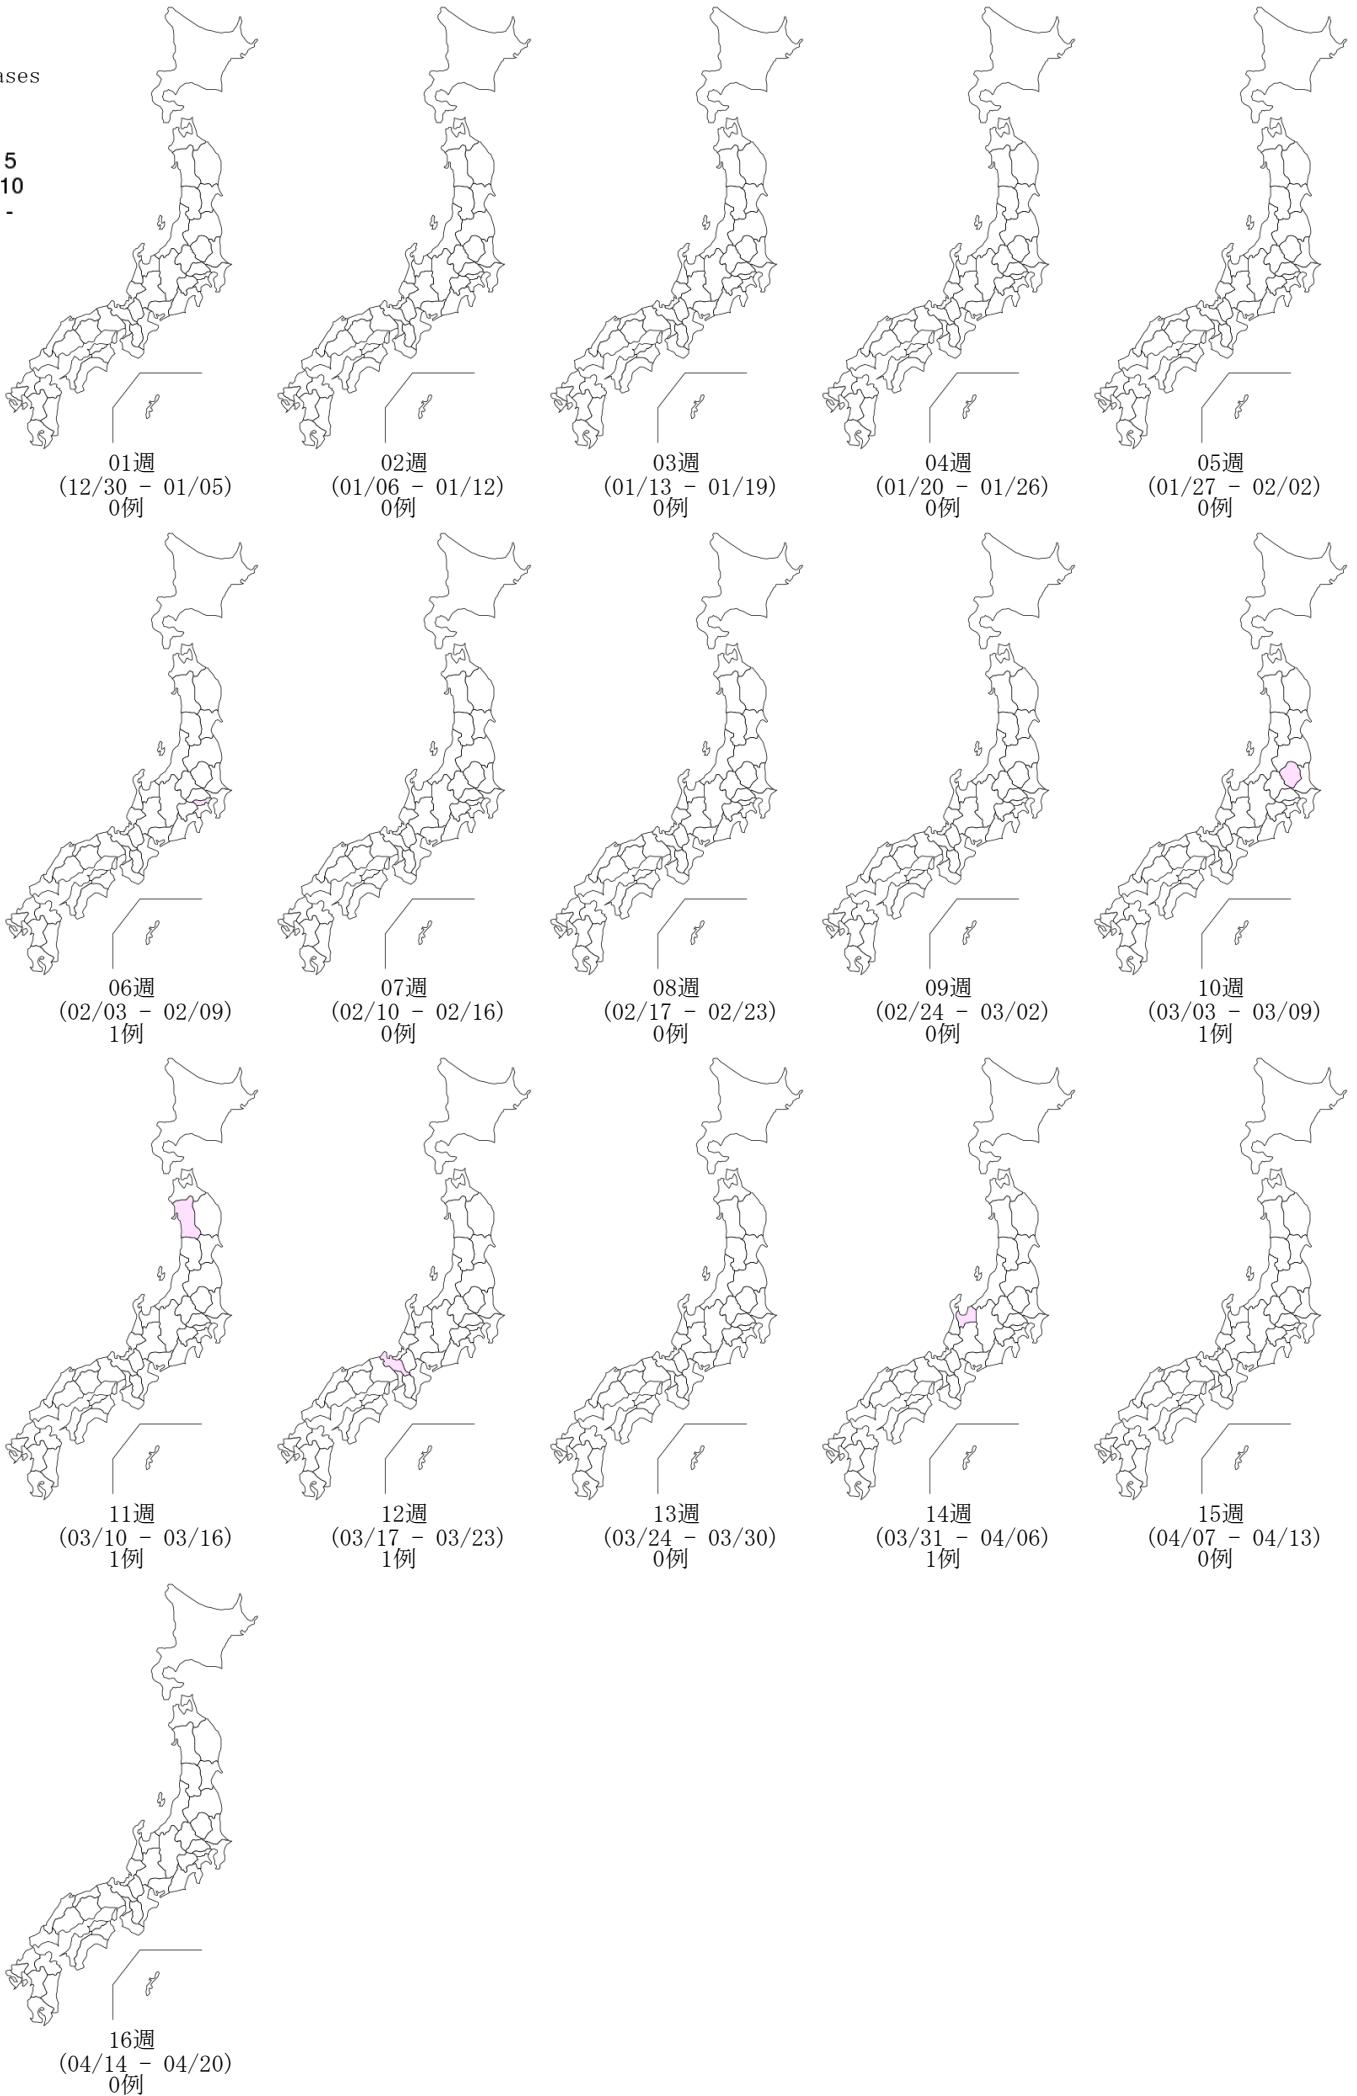 ases
5
10
-
01週
(12/30 - 01/05)
0例
02週
(01/06 - 01/12)
0例
03週
(01/13 - 01/19)
0例
04週
(01/20 - 01/26)
0例
05週
(01/27 - 02/02)
0例
06週
(02/03 - 02/09)
1例
07週
(02/10 - 02/16)
0例
08週
(02/17 - 02/23)
0例
09週
(02/24 - 03/02)
0例
10週
(03/03 - 03/09)
1例
11週
(03/10 - 03/16)
1例
12週
(03/17 - 03/23)
1例
13週
(03/24 - 03/30)
0例
14週
(03/31 - 04/06)
1例
15週
(04/07 - 04/13)
0例
16週
(04/14 - 04/20)
0例